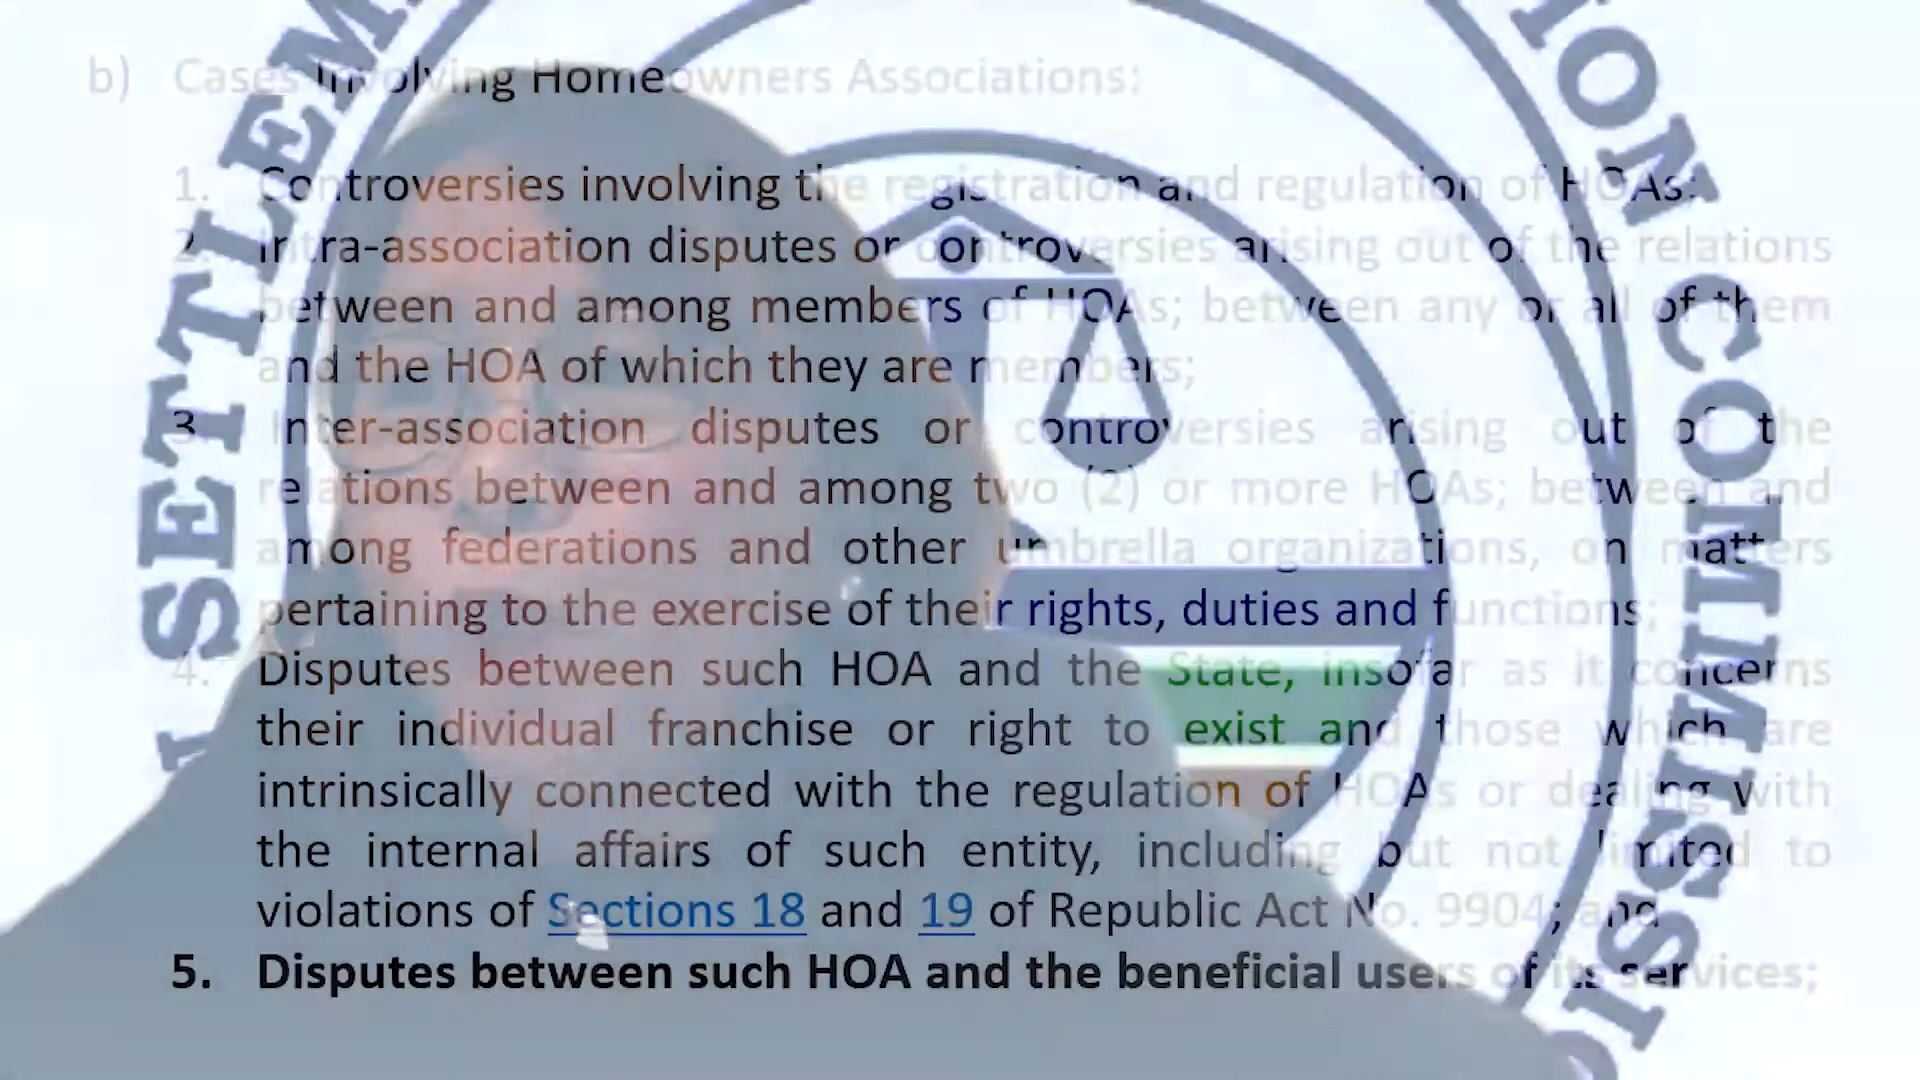 b) Cases Involving Homeowners Associations:
1. Controversies involving the registration and regulation of HOAs:
2. Intra-association disputes or controversies arising out of the relations
between and among members of HOAs; between any or all of them
and the HOA of which they are members;
3. Inter-association disputes or controversies arising out of the
relations between and among two (2) or more HOAs; between and
among federations and other umbrella organizations, on matters
pertaining to the exercise of their rights, duties and functions;
4. Disputes between such HOA and the State, insofar as it concerns
their individual franchise or right to exist and those which are
intrinsically connected with the regulation of HOAs or dealing with
the internal affairs of such entity, including but not limited to
violations of Sections 18 and 19 of Republic Act No. 9904; and
5. Disputes between such HOA and the beneficial users of its services;
COMMISSIO